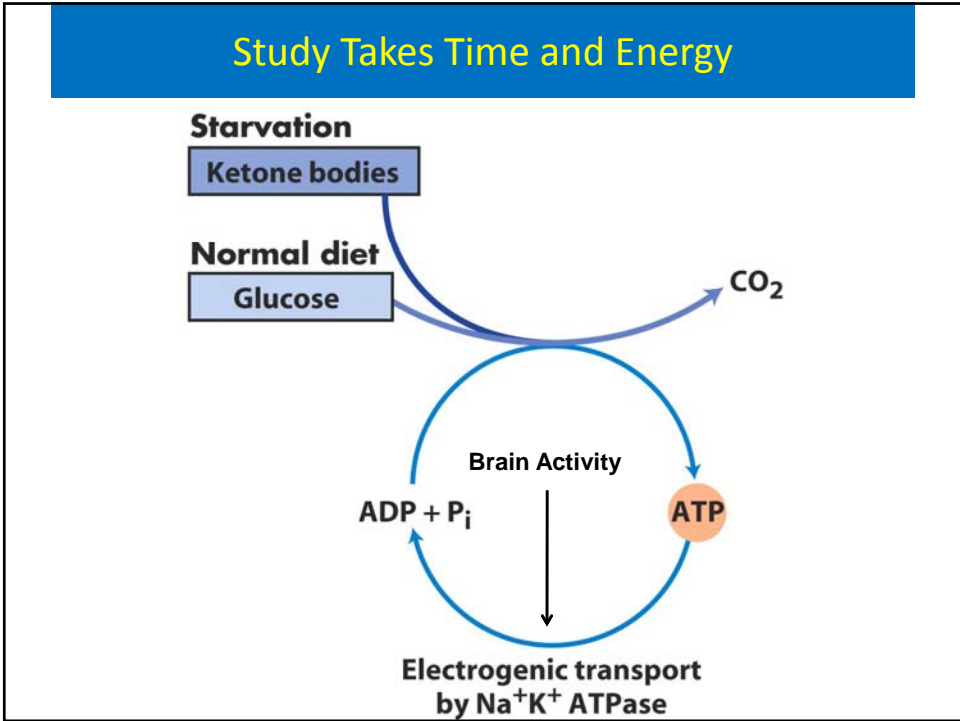 Study Takes Time and Energy
Starvation
Ketone bodies
Normal diet
Glucose
CO₂
Brain Activity
ADP + Pᵢ
ATP
Electrogenic transport
by Na⁺K⁺ ATPase